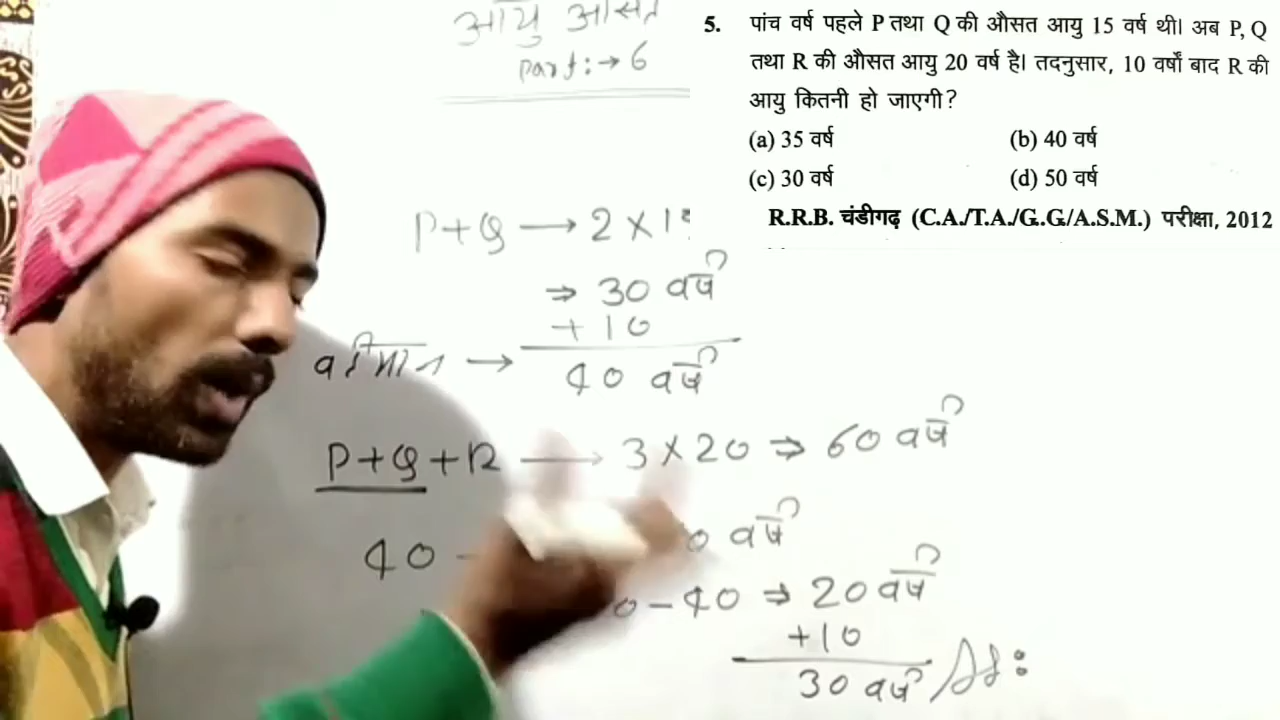 आयु औसत
Part :→ 6
5. पांच वर्ष पहले P तथा Q की औसत आयु 15 वर्ष थी। अब P, Q
तथा R की औसत आयु 20 वर्ष है। तदनुसार, 10 वर्षों बाद R की
आयु कितनी हो जाएगी?
(a) 35 वर्ष (b) 40 वर्ष
(c) 30 वर्ष (d) 50 वर्ष
R.R.B. चंडीगढ़ (C.A./T.A./G.G/A.S.M.) परीक्षा, 2012
P+Q → 2 × 1
⇒ 30 वर्ष
+10
वर्तमान → 40 वर्ष
P+Q+R → 3 × 20 ⇒ 60 वर्ष
40 0 वर्ष
0 – 40 ⇒ 20 वर्ष
+10
30 वर्ष